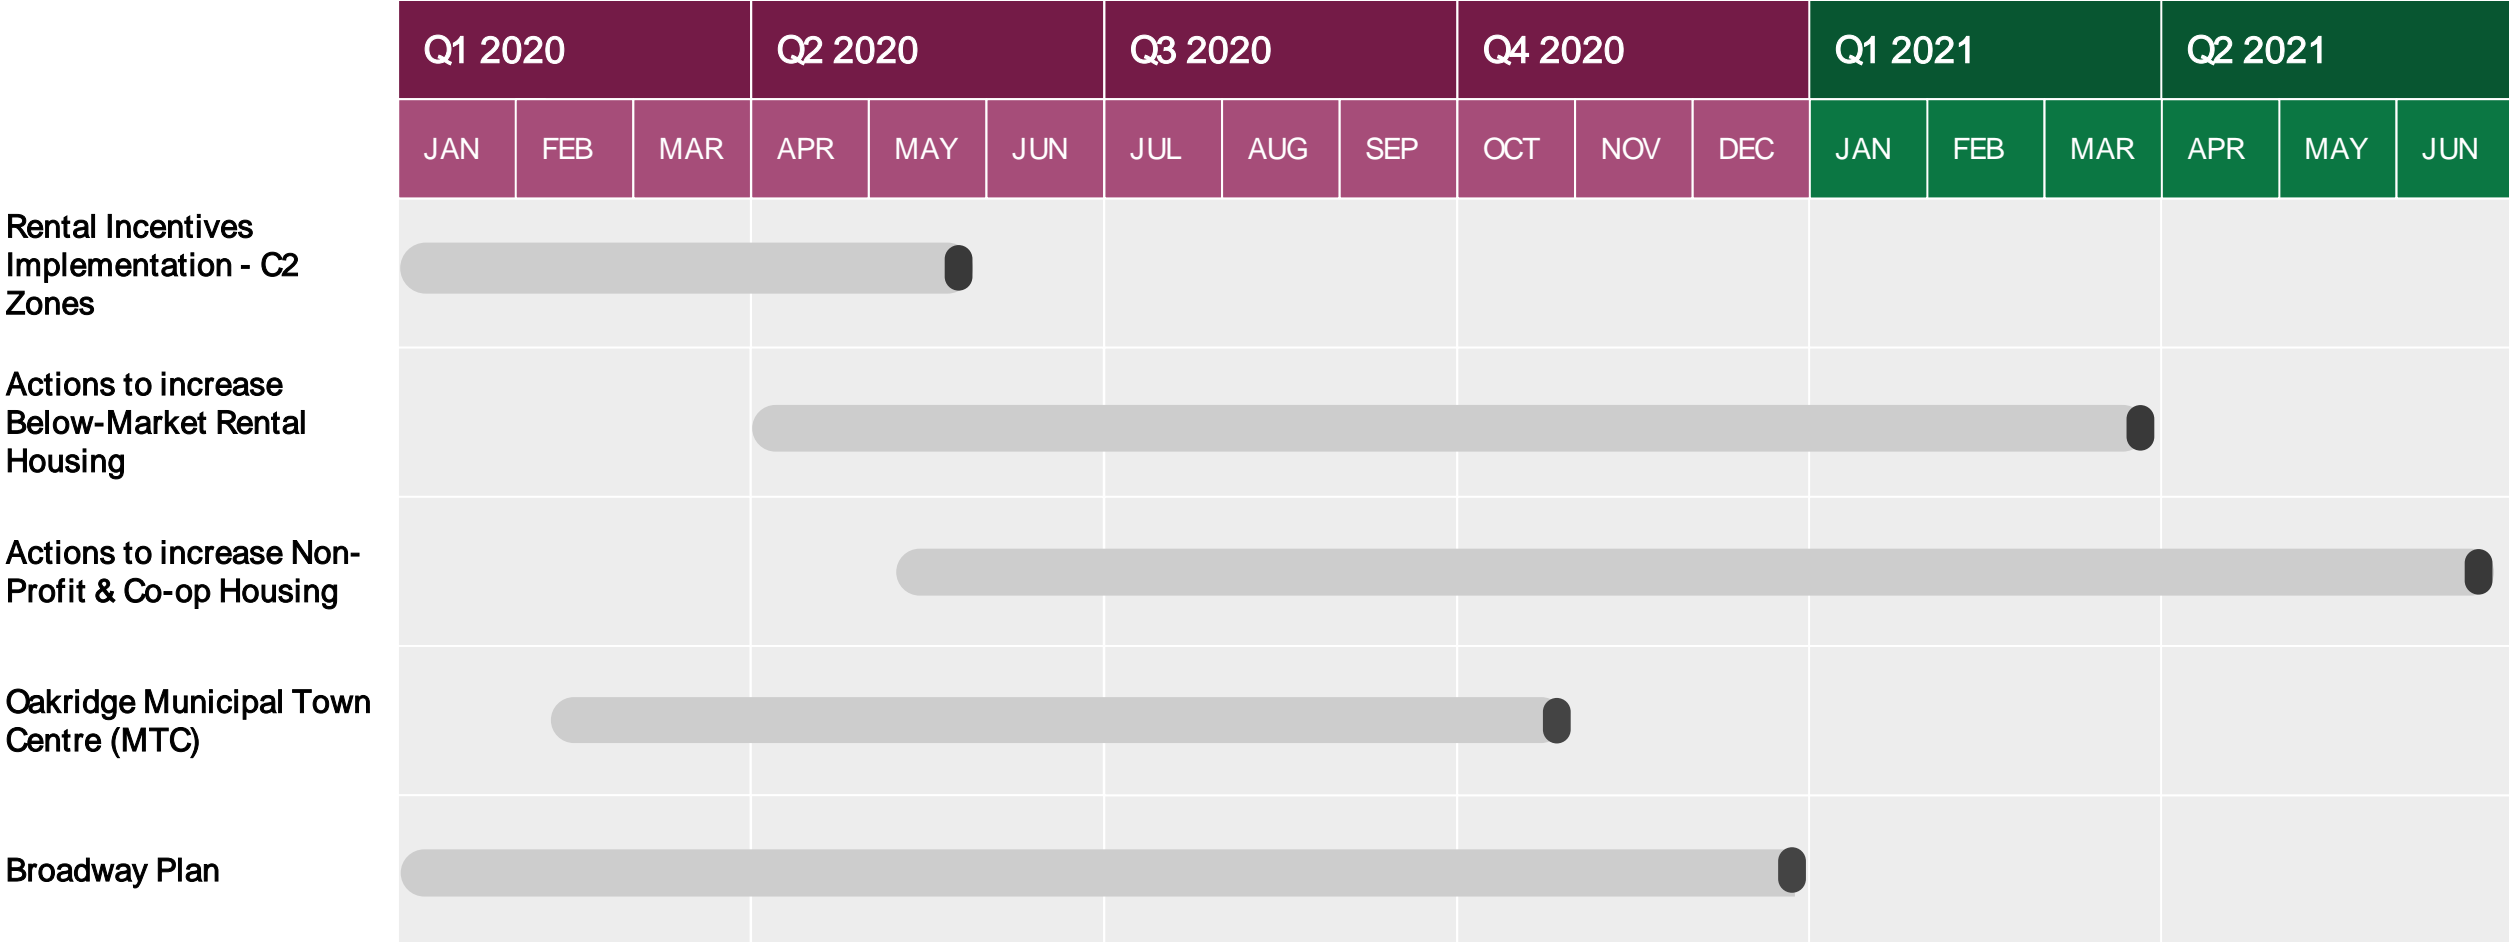 Q1 2020 Q2 2020 Q3 2020 Q4 2020 Q1 2021 Q2 2021
JAN FEB MAR APR MAY JUN JUL AUG SEP OCT NOV DEC JAN FEB MAR APR MAY JUN
Rental Incentives
Implementation - C2
Zones
Actions to increase
Below-Market Rental
Housing
Actions to increase Non-
Profit & Co-op Housing
Oakridge Municipal Town
Centre (MTC)
Broadway Plan